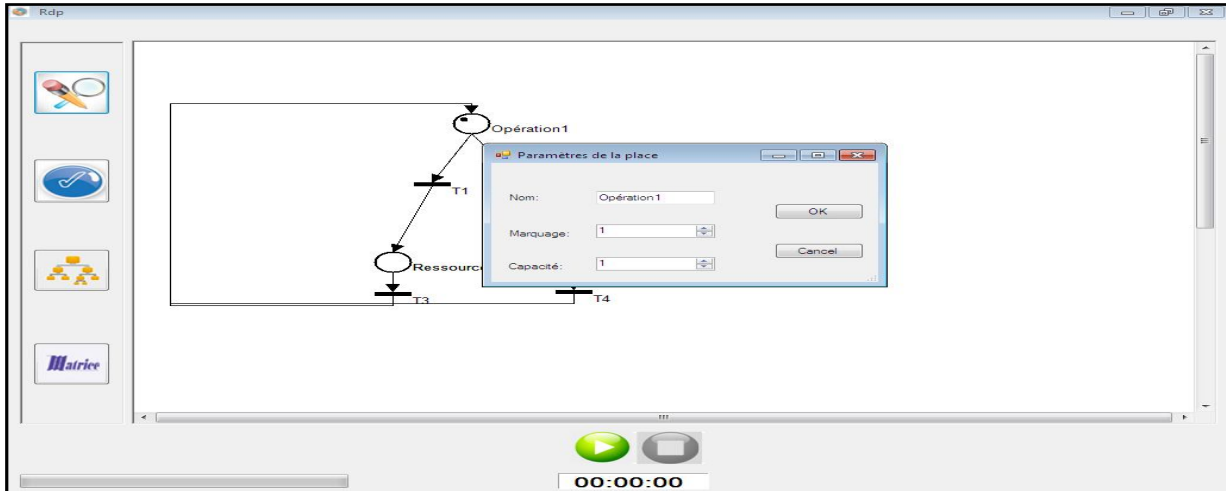 Rdp
Opération1
Paramètres de la place
T1
Nom:
Opération1
OK
Marquage:
1
Cancel
Ressource
Capacité:
1
T3
T4
Matrice
00:00:00